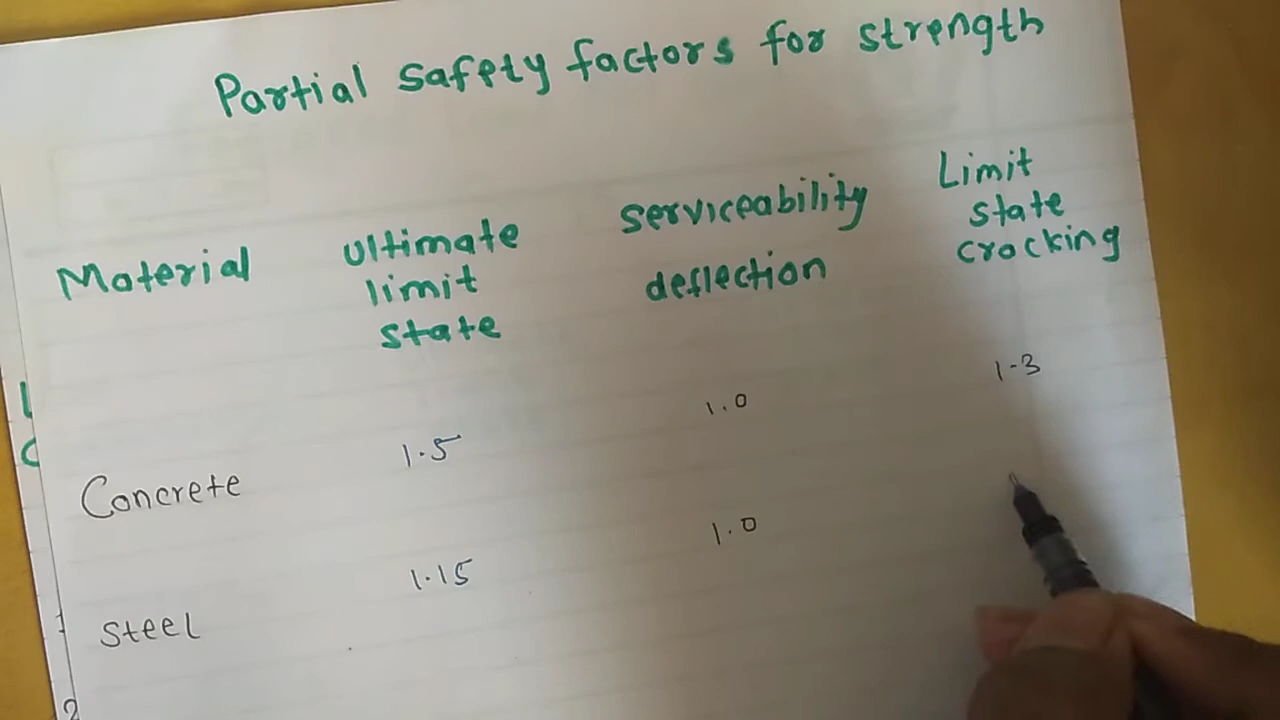 Partial safety factors for strength
Material
Ultimate
limit
state
Serviceability
deflection
Limit
state
cracking
Concrete
1.5
1.0
1-3
Steel
1.15
1.0
2